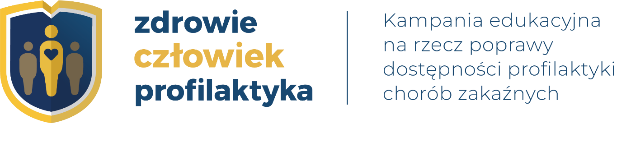 zdrowie
człowiek
profilaktyka
Kampania edukacyjna
na rzecz poprawy
dostępności profilaktyki
chorób zakaźnych